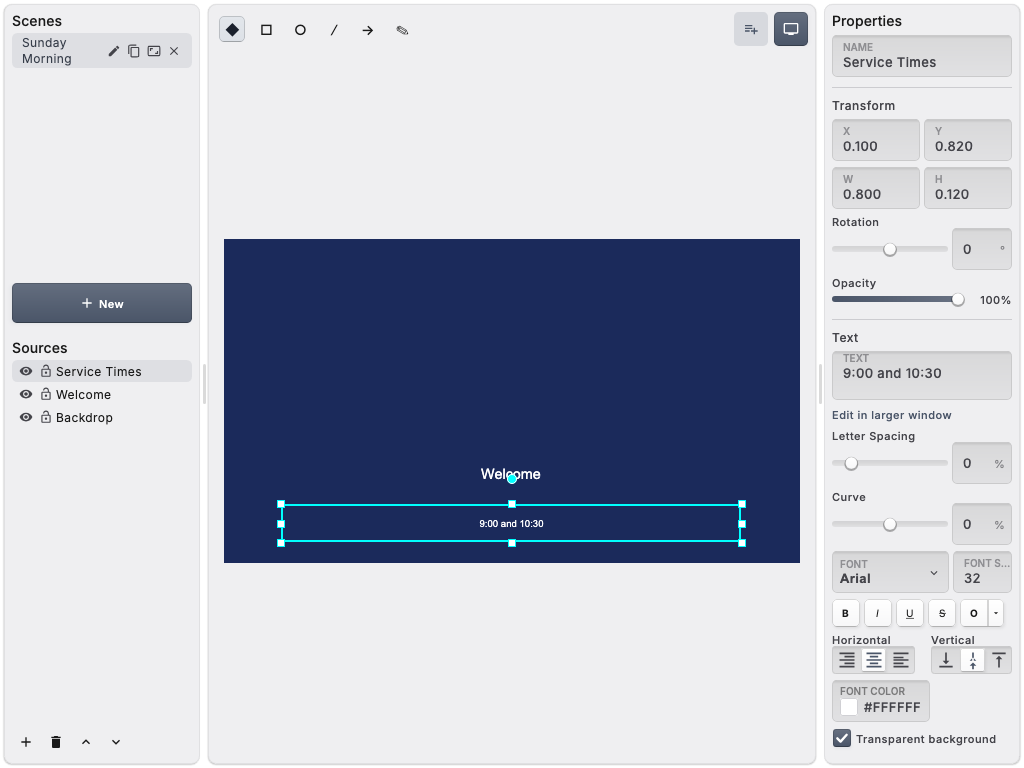 Scenes
Sunday
Morning
New
Sources
Service Times
Welcome
Backdrop
Welcome
9:00 and 10:30
Properties
NAME
Service Times
Transform
X
0.100
Y
0.820
W
0.800
H
0.120
Rotation
0 °
Opacity
100%
Text
TEXT
9:00 and 10:30
Edit in larger window
Letter Spacing
0 %
Curve
0 %
FONT
Arial
FONT S...
32
B I U S O
Horizontal
Vertical
FONT COLOR
#FFFFFF
Transparent background